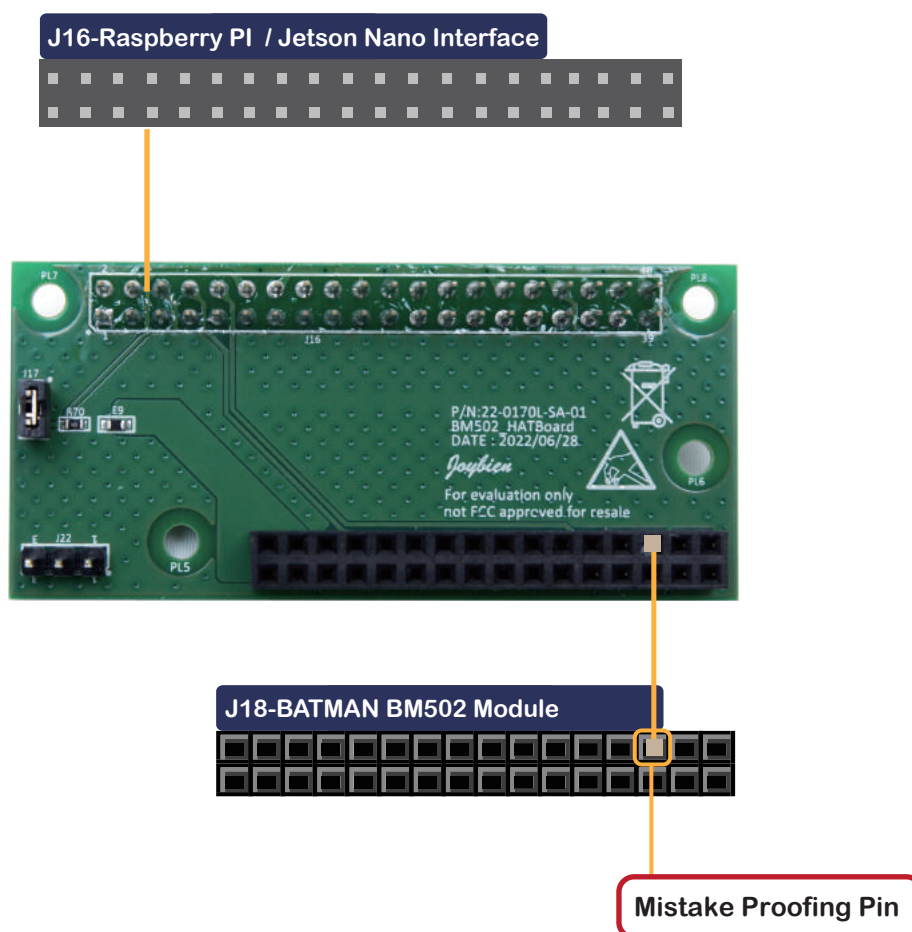 J16-Raspberry PI / Jetson Nano Interface
PL7
2
40
PL8
1
J16
39
J17
R70
E9
P/N:22-0170L-SA-01
BM502_HATBoard
DATE : 2022/06/28
Joybien
PL6
For evaluation only
not FCC approved for resale
3 J22 1
PL5
J18-BATMAN BM502 Module
Mistake Proofing Pin